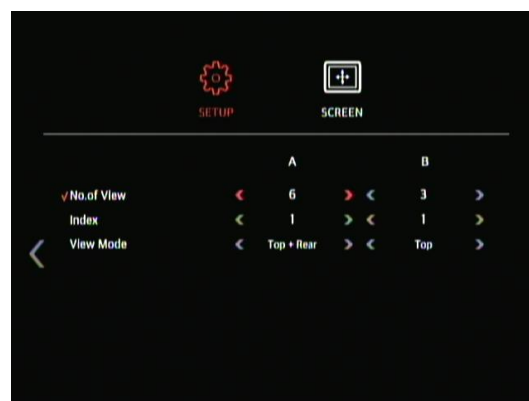 SETUP SCREEN
A B
√No.of View 6 3
Index 1 1
View Mode Top + Rear Top